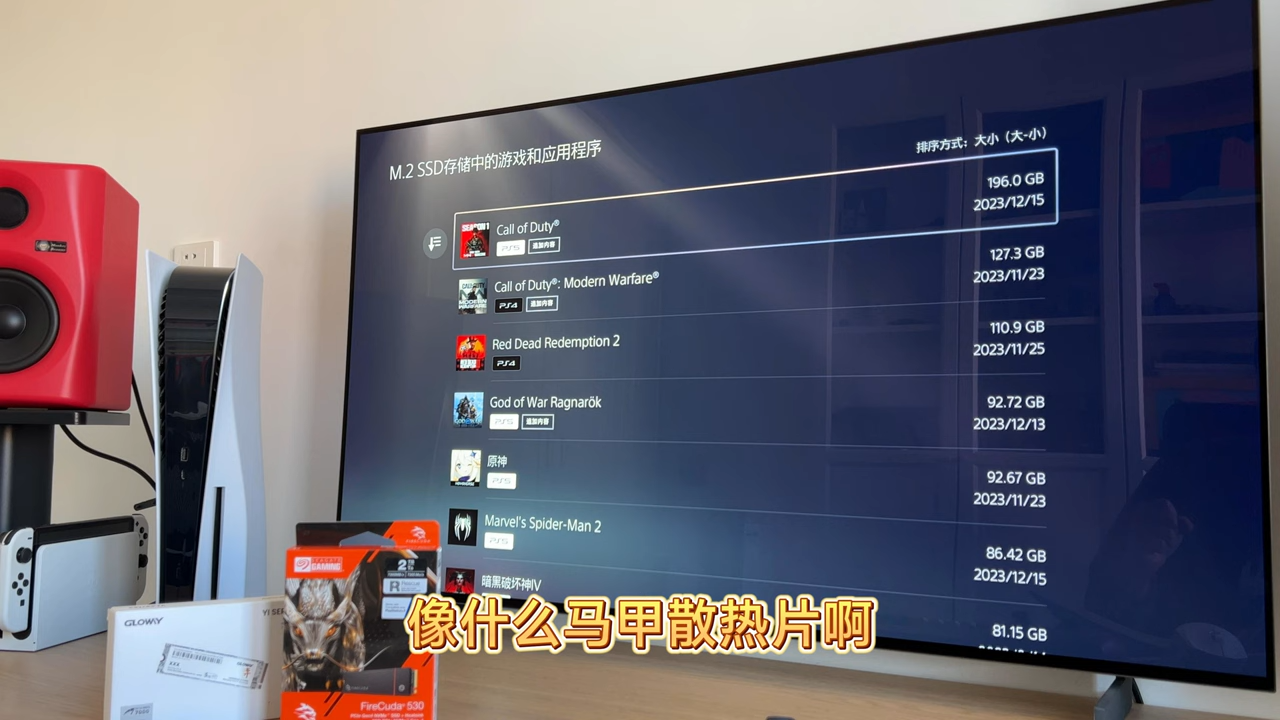 M.2 SSD存储中的游戏和应用程序
排序方式：大小（大-小）
Call of Duty®
PS5 追加内容
196.0 GB
2023/12/15
Call of Duty®: Modern Warfare®
PS4 追加内容
127.3 GB
2023/11/23
Red Dead Redemption 2
PS4
110.9 GB
2023/11/25
God of War Ragnarök
PS5 追加内容
92.72 GB
2023/12/13
原神
PS5
92.67 GB
2023/11/23
Marvel's Spider-Man 2
PS5
86.42 GB
2023/12/15
暗黑破坏神IV
81.15 GB
GLOWAY
YI SER
GAMING
2
FireCuda® 530
像什么马甲散热片啊